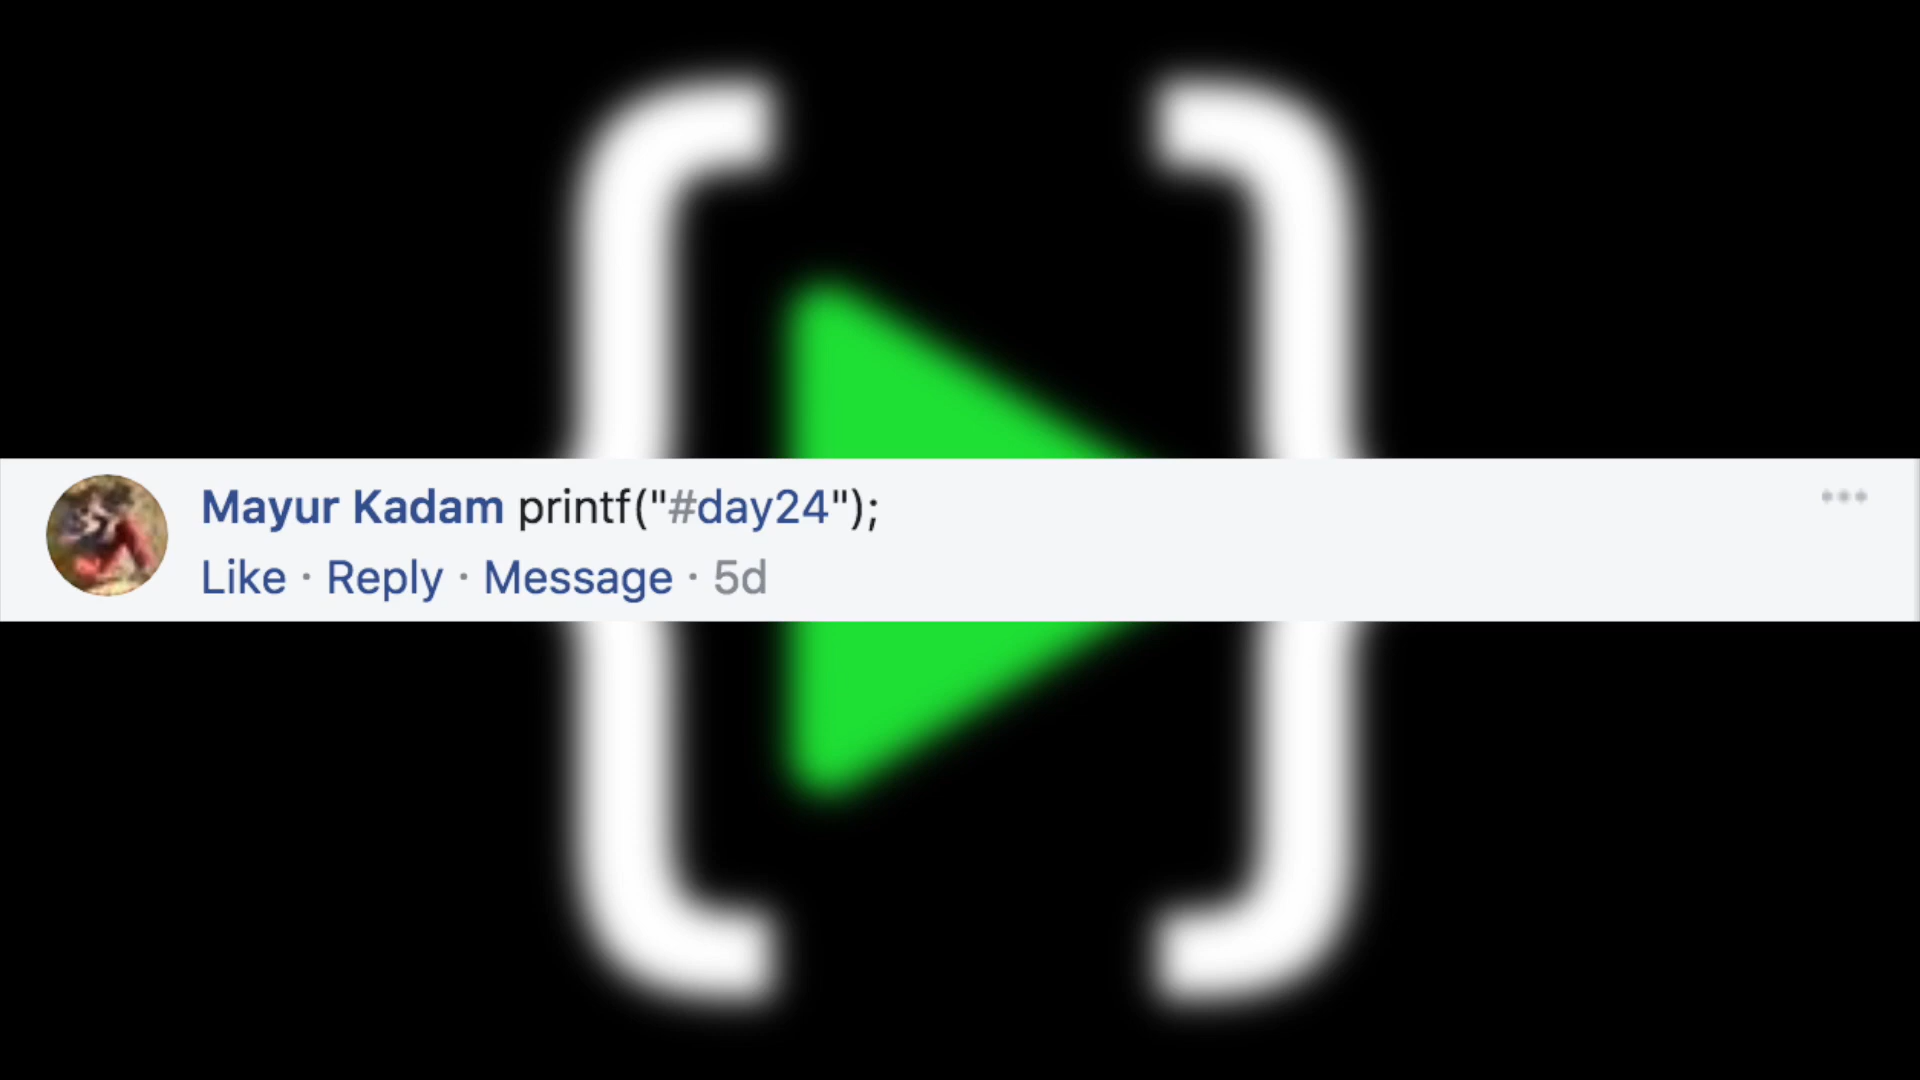 Mayur Kadam printf("#day24");
Like · Reply · Message · 5d